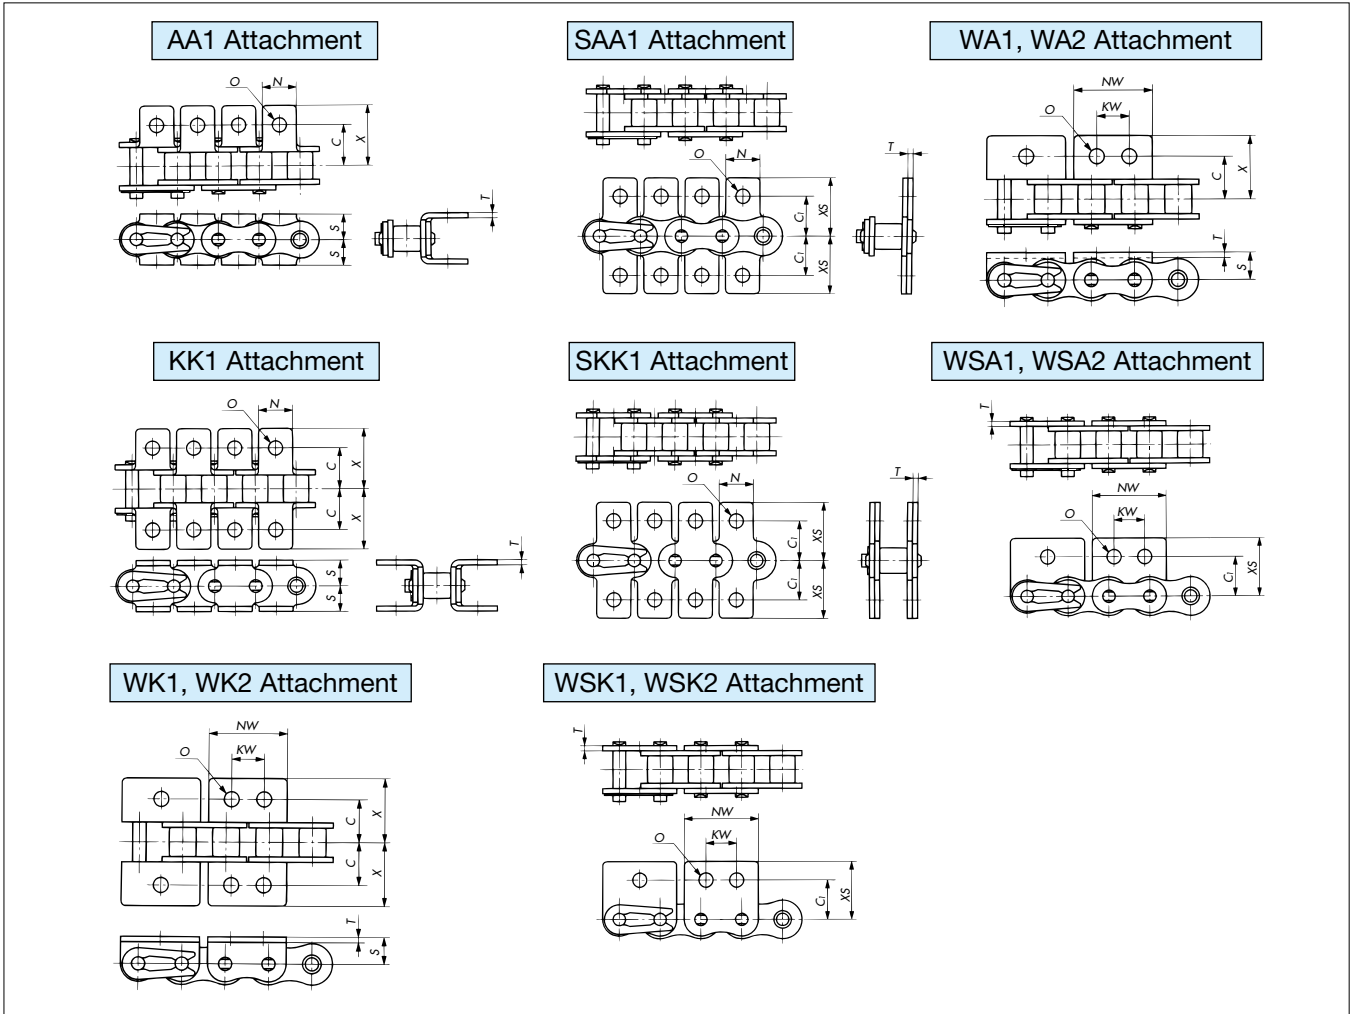 AA1 Attachment
O
N
C
X
T
S
S
SAA1 Attachment
O
N
T
C1
XS
C1
XS
WA1, WA2 Attachment
NW
KW
O
C
X
T
S
KK1 Attachment
O
N
C
X
C
X
T
S
S
SKK1 Attachment
O
N
T
C1
XS
C1
XS
WSA1, WSA2 Attachment
T
NW
KW
O
C1
XS
WK1, WK2 Attachment
NW
KW
O
C
X
C
X
T
S
WSK1, WSK2 Attachment
T
NW
KW
O
C1
XS